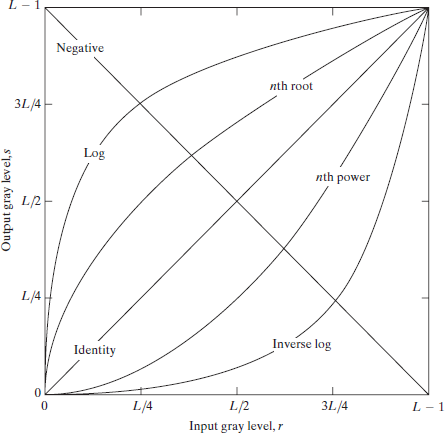 L − 1
Negative
nth root
3L/4
Log
nth power
L/2
Output gray level, s
L/4
Identity
Inverse log
0
0
L/4
L/2
3L/4
L − 1
Input gray level, r